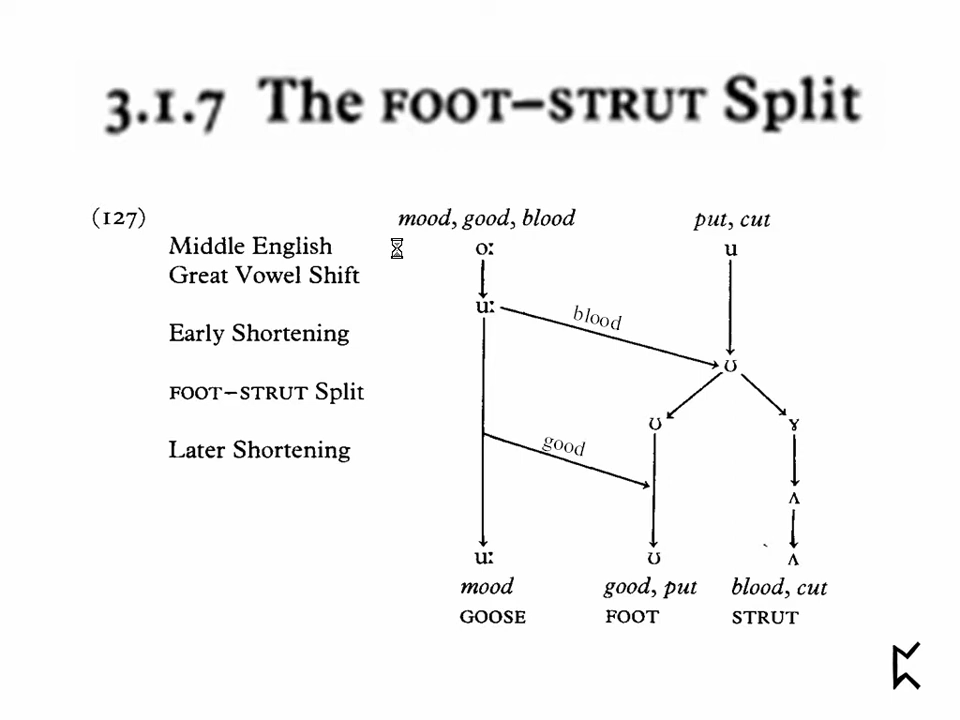 3.1.7 The FOOT–STRUT Split
(127) mood, good, blood put, cut
Middle English oː u
Great Vowel Shift
uː blood
Early Shortening
ʊ
FOOT–STRUT Split
ʊ ɤ
Later Shortening good
ʌ
uː ʊ ʌ
mood good, put blood, cut
GOOSE FOOT STRUT